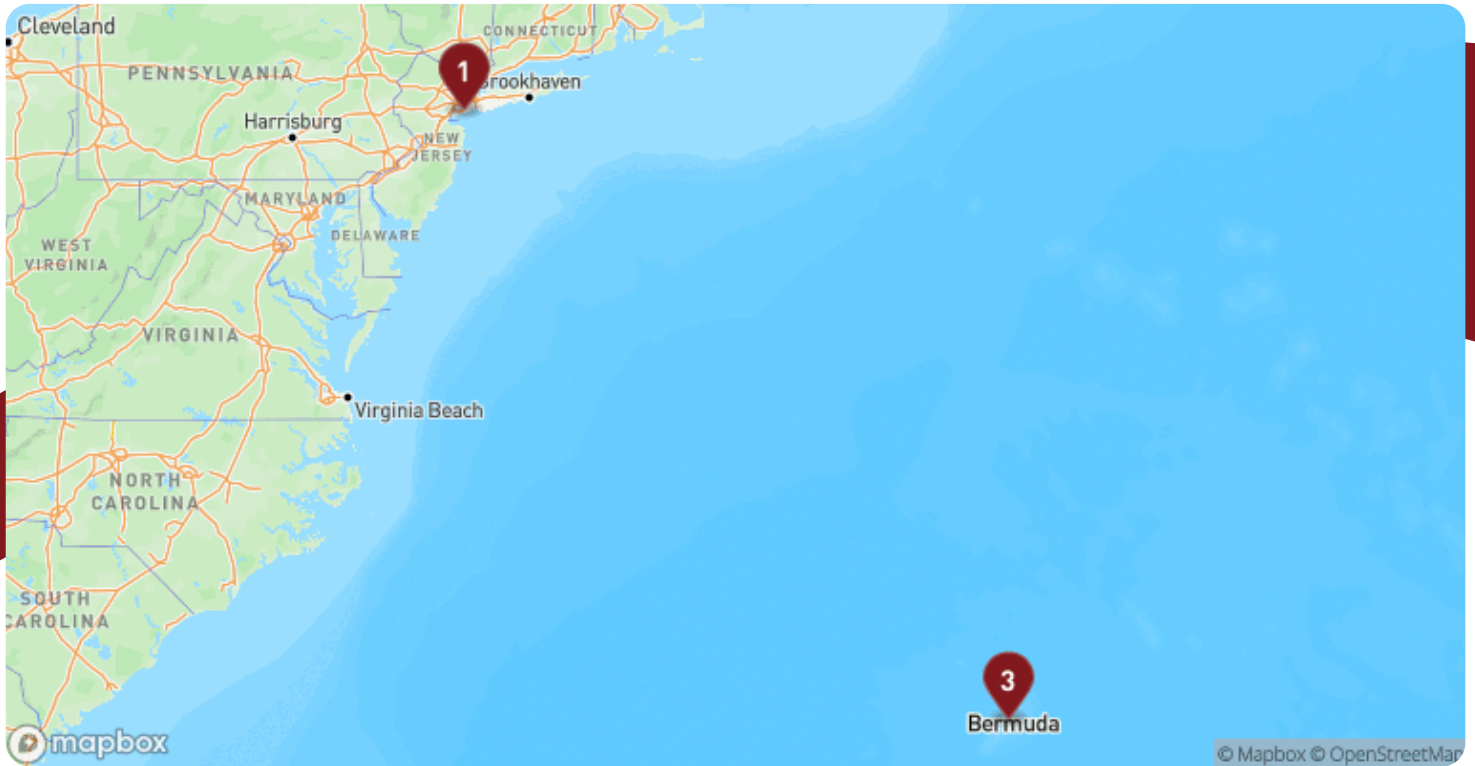 Cleveland
CONNECTICUT
PENNSYLVANIA
1
Brookhaven
Harrisburg
NEW
JERSEY
MARYLAND
DELAWARE
WEST
VIRGINIA
VIRGINIA
Virginia Beach
NORTH
CAROLINA
SOUTH
CAROLINA
3
Bermuda
mapbox
© Mapbox © OpenStreetMap